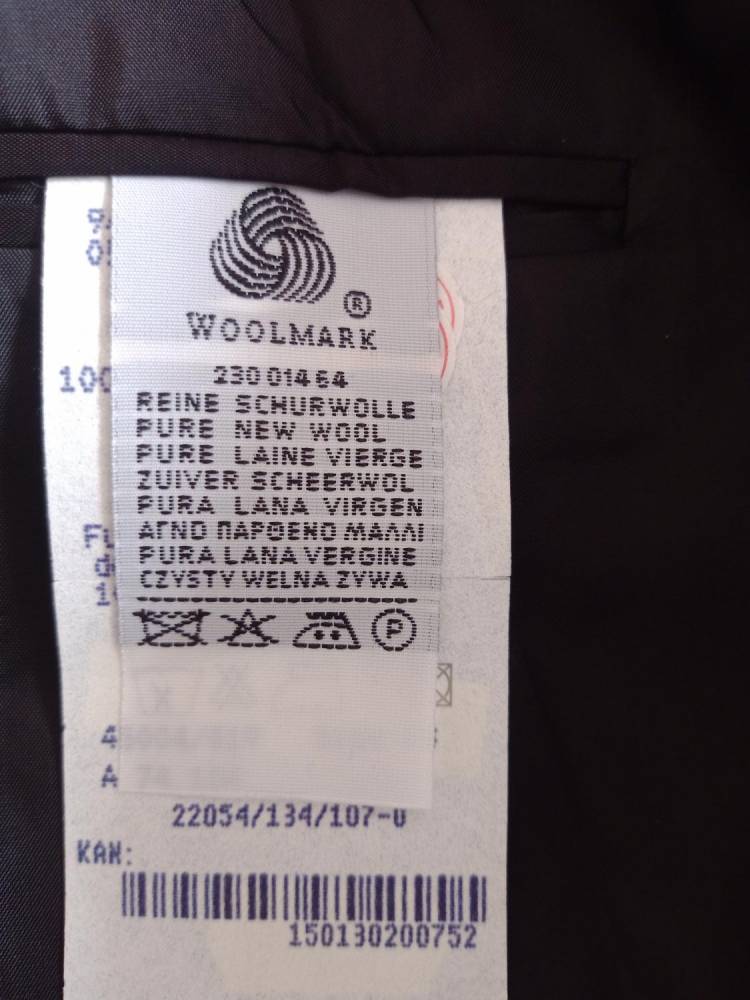 ®
WOOLMARK
100
230 01464
REINE SCHURWOLLE
PURE NEW WOOL
PURE LAINE VIERGE
ZUIVER SCHEERWOL
PURA LANA VIRGEN
ΑΓΝΟ ΠΑΡΘΕΝΟ ΜΑΛΛΙ
PURA LANA VERGINE
CZYSTY WELNA ZYWA
P
22054/134/107-0
KAN:
150130200752